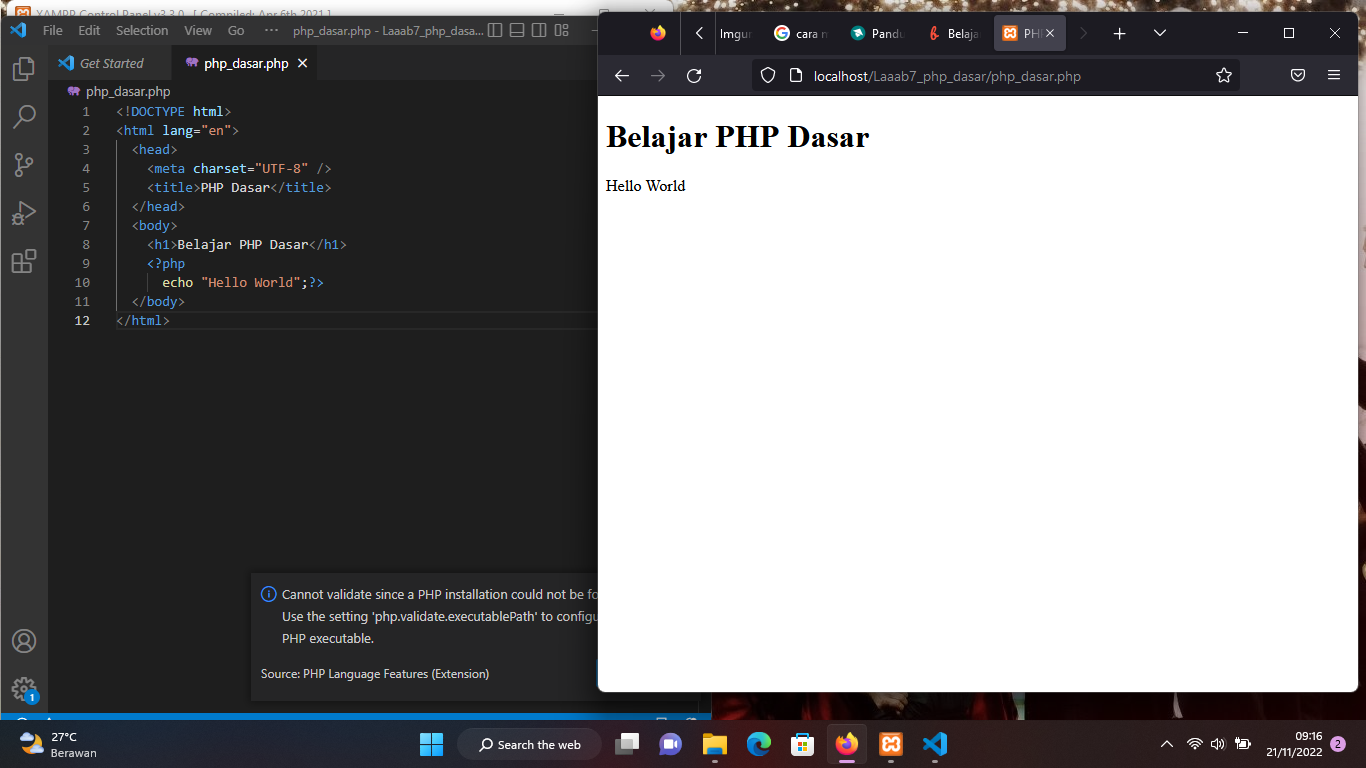 XAMPP Control Panel v3.3.0 [ Compiled: Apr 6th 2021 ]
File Edit Selection View Go ··· php_dasar.php - Laaab7_php_dasa...
Get Started php_dasar.php
php_dasar.php
1 <!DOCTYPE html>
2 <html lang="en">
3 <head>
4 <meta charset="UTF-8" />
5 <title>PHP Dasar</title>
6 </head>
7 <body>
8 <h1>Belajar PHP Dasar</h1>
9 <?php
10 echo "Hello World";?>
11 </body>
12 </html>
Cannot validate since a PHP installation could not be fo
Use the setting 'php.validate.executablePath' to configu
PHP executable.
Source: PHP Language Features (Extension)
1
Imgur cara m Pandu Belaja PHP
localhost/Laaab7_php_dasar/php_dasar.php
Belajar PHP Dasar
Hello World
27°C
Berawan
Search the web
09:16
21/11/2022
2